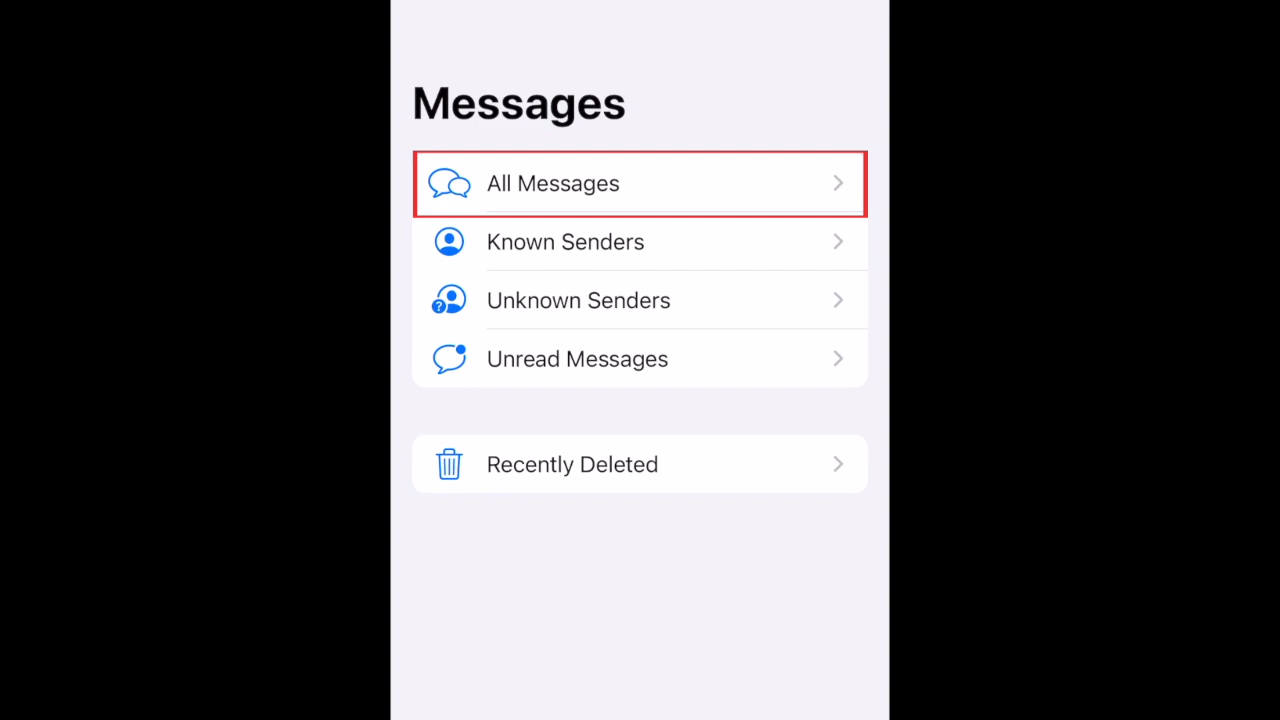 Messages
All Messages
Known Senders
Unknown Senders
Unread Messages
Recently Deleted